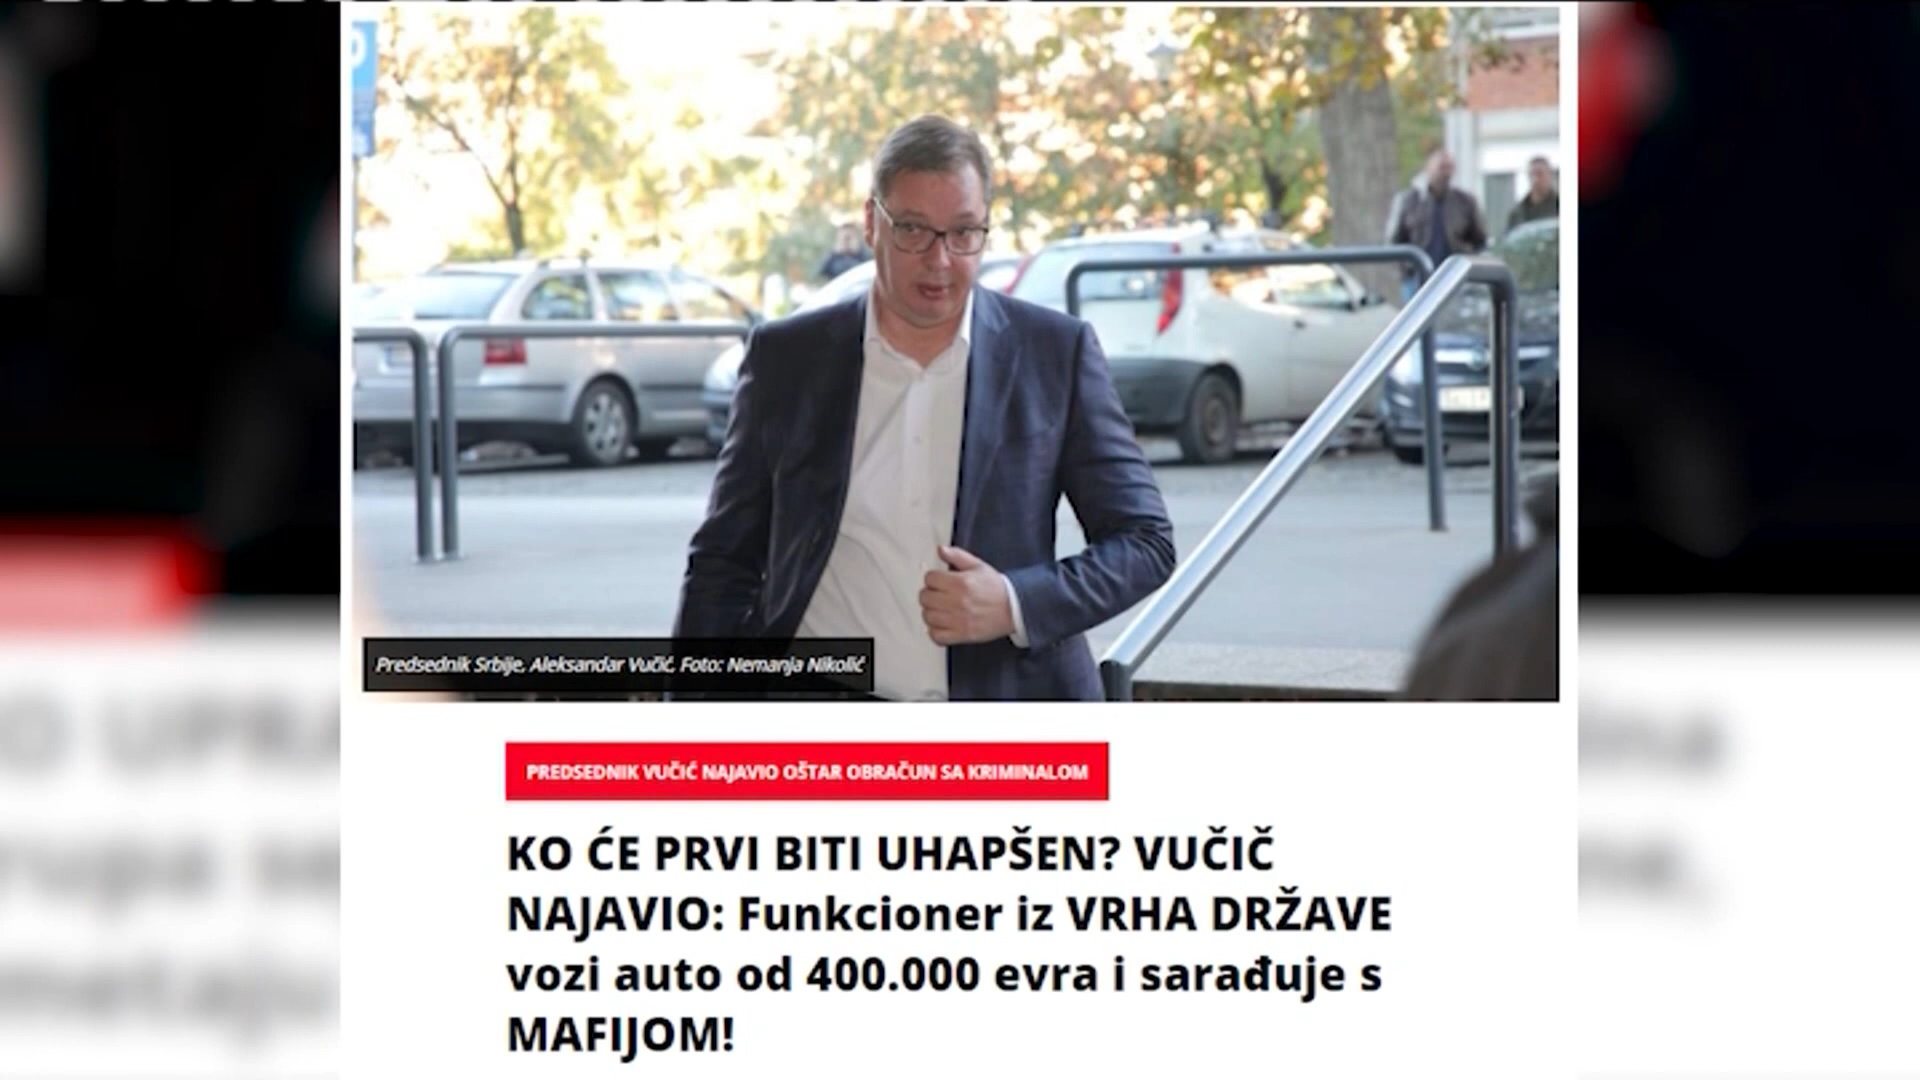 Predsednik Srbije, Aleksandar Vučić. Foto: Nemanja Nikolić
PREDSEDNIK VUČIĆ NAJAVIO OŠTAR OBRAČUN SA KRIMINALOM
KO ĆE PRVI BITI UHAPŠEN? VUČIČ
NAJAVIO: Funkcioner iz VRHA DRŽAVE
vozi auto od 400.000 evra i sarađuje s
MAFIJOM!